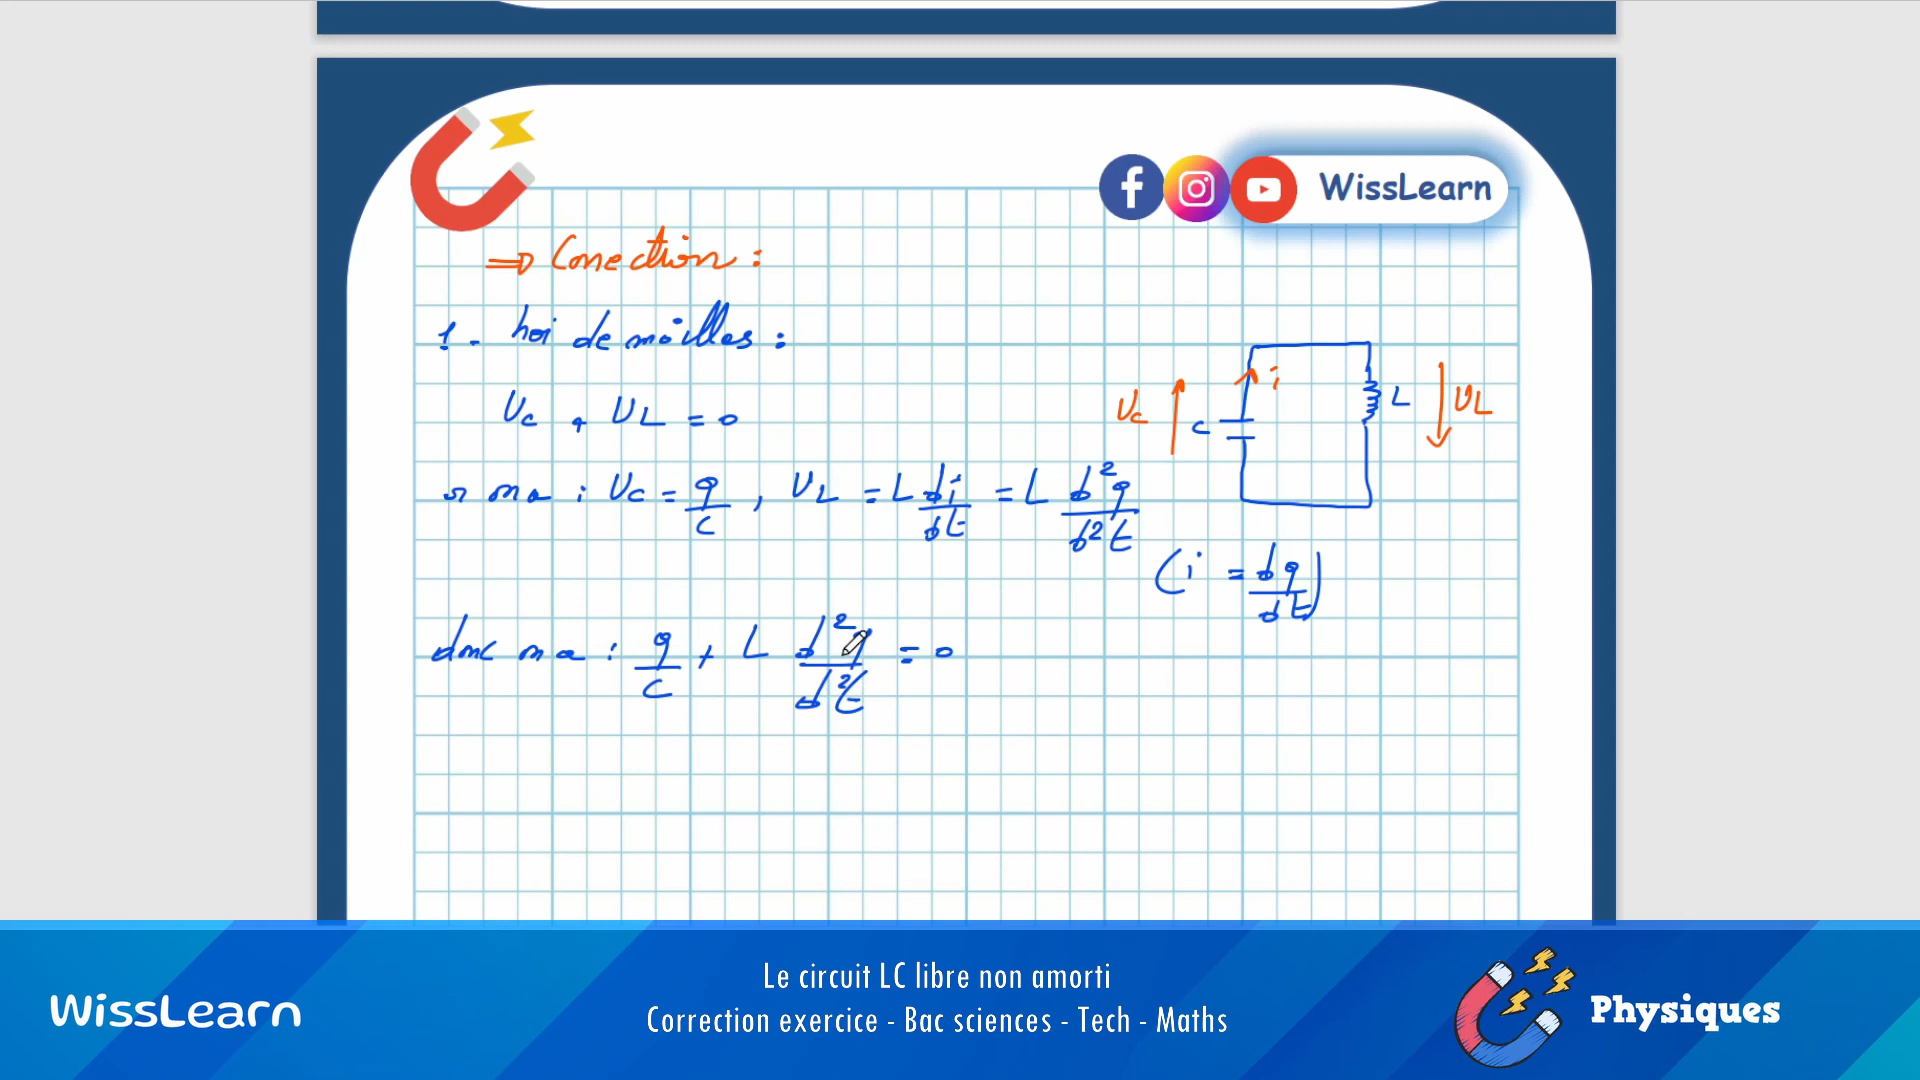 WissLearn
⇒ Correction :
1 - Loi de mailles :
Uc + UL = 0
or on a : Uc = q/c , UL = L di/dt = L d²q/d²t
(i = dq/dt)
donc on a : q/c + L d²q/d²t = 0
Uc
i
C
L
UL
WissLearn
Le circuit LC libre non amorti
Correction exercice - Bac sciences - Tech - Maths
Physiques